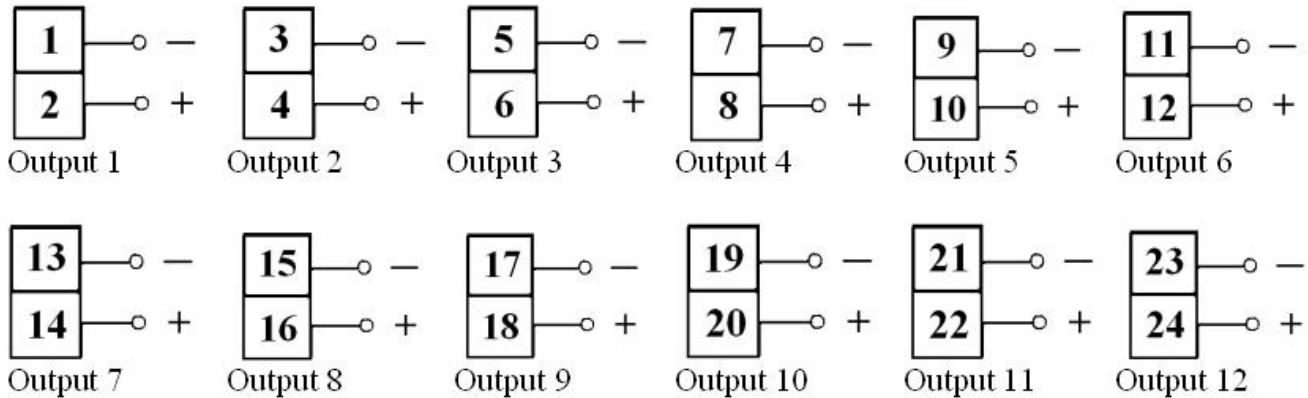 1 — 3 — 5 — 7 — 9 — 11 —
2 + 4 + 6 + 8 + 10 + 12 +
Output 1 Output 2 Output 3 Output 4 Output 5 Output 6
13 — 15 — 17 — 19 — 21 — 23 —
14 + 16 + 18 + 20 + 22 + 24 +
Output 7 Output 8 Output 9 Output 10 Output 11 Output 12